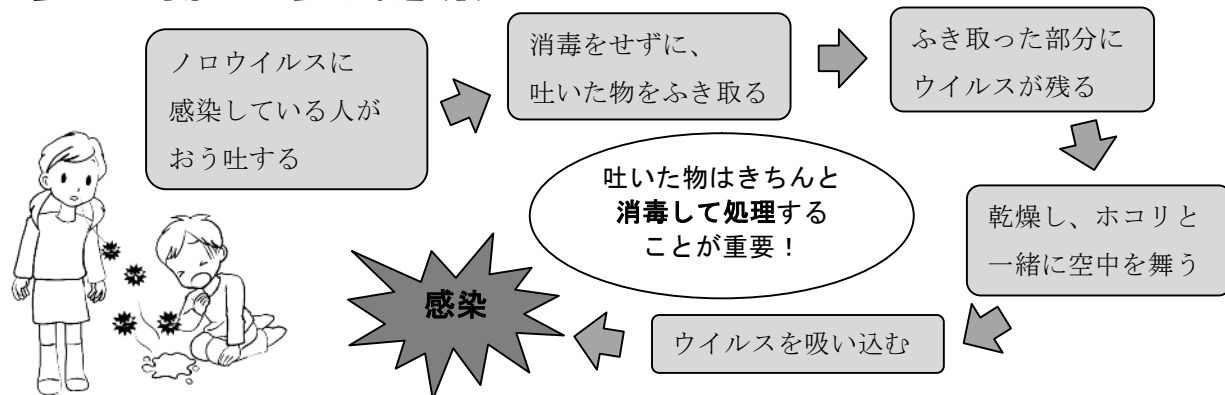 ノロウイルスに
感染している人が
おう吐する
消毒をせずに、
吐いた物をふき取る
ふき取った部分に
ウイルスが残る
乾燥し、ホコリと
一緒に空中を舞う
ウイルスを吸い込む
感染
吐いた物はきちんと
消毒して処理する
ことが重要！